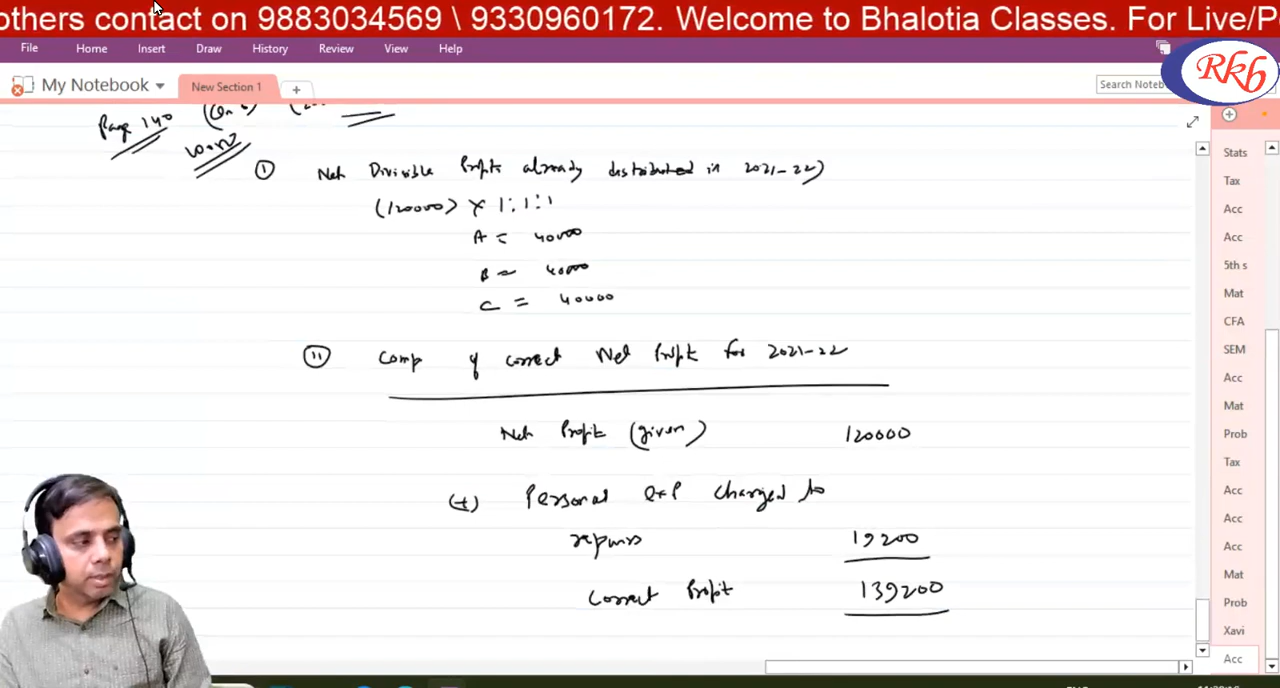 others contact on 9883034569 \ 9330960172. Welcome to Bhalotia Classes. For Live/P
File Home Insert Draw History Review View Help
Rkb
My Notebook New Section 1 +
Search Noteb
Page 140
Stats
Tax
Acc
Acc
5th s
Mat
CFA
SEM
Acc
Mat
Prob
Tax
Acc
Acc
Acc
Mat
Prob
Xavi
Acc
(i) Net Divisible Profits already distributed in 2021-22)
(120000) × 1:1:1
A = 40000
B = 40000
C = 40000
(ii) Comp of correct Net Profit for 2021-22
Net Profit (given) 120000
(+) Personal exp charged to
repairs 19200
Correct Profit 139200